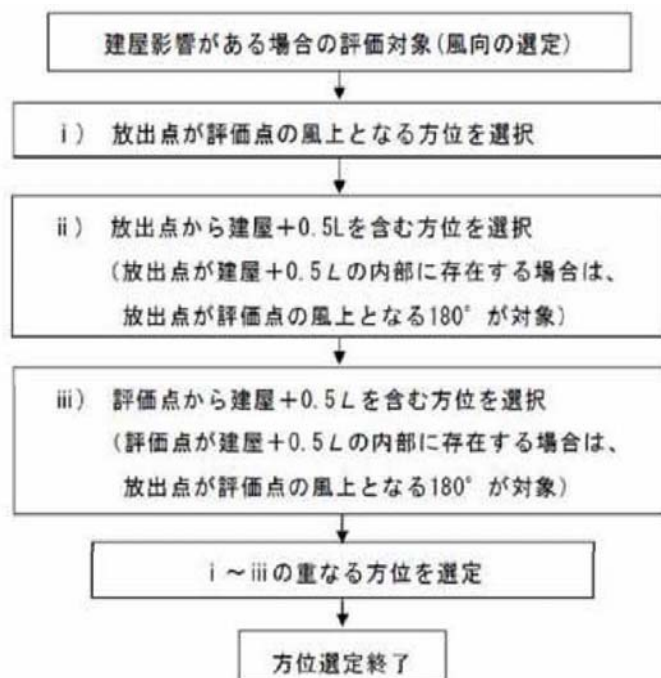 建屋影響がある場合の評価対象(風向の選定)
i) 放出点が評価点の風上となる方位を選択
ii) 放出点から建屋+0.5Lを含む方位を選択
(放出点が建屋+0.5Lの内部に存在する場合は、
放出点が評価点の風上となる180°が対象)
iii) 評価点から建屋+0.5Lを含む方位を選択
(評価点が建屋+0.5Lの内部に存在する場合は、
放出点が評価点の風上となる180°が対象)
i～iiiの重なる方位を選定
方位選定終了